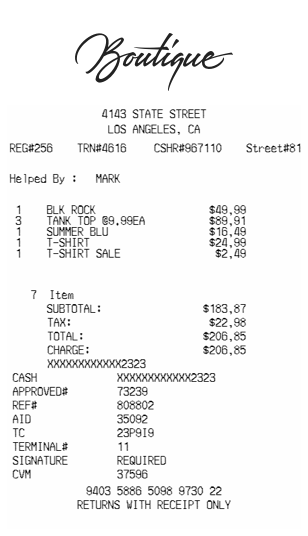 Boutique
4143 STATE STREET
LOS ANGELES, CA
REG#256 TRN#4616 CSHR#967110 Street#81
Helped By : MARK
1 BLK ROCK $49,99
3 TANK TOP @9,99EA $89,91
1 SUMMER BLU $16,49
1 T-SHIRT $24,99
1 T-SHIRT SALE $2,49
7 Item
SUBTOTAL: $183,87
TAX: $22,98
TOTAL: $206,85
CHARGE: $206,85
XXXXXXXXXXXX2323
CASH XXXXXXXXXXXX2323
APPROVED# 73239
REF# 808802
AID 35092
TC 23P9I9
TERMINAL# 11
SIGNATURE REQUIRED
CVM 37596
9403 5886 5098 9730 22
RETURNS WITH RECEIPT ONLY